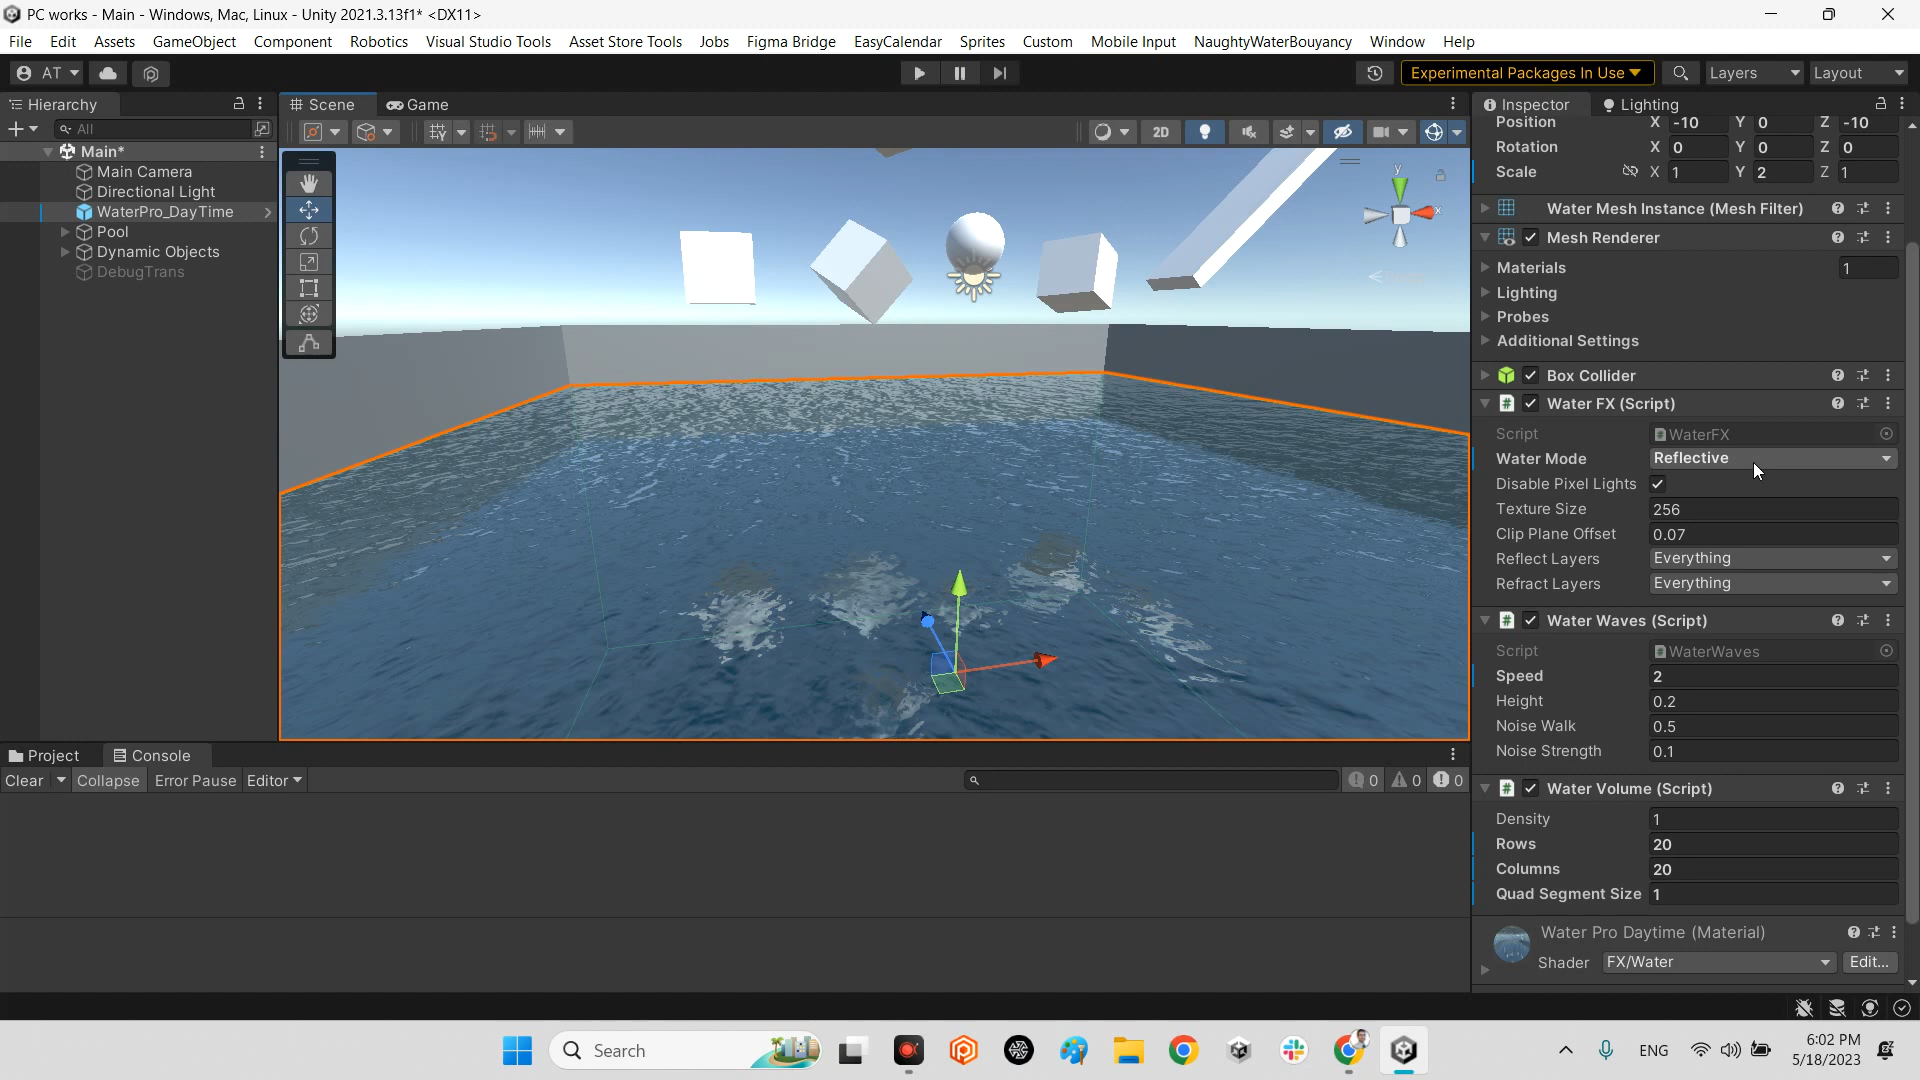 PC works - Main - Windows, Mac, Linux - Unity 2021.3.13f1* <DX11>
File Edit Assets GameObject Component Robotics Visual Studio Tools Asset Store Tools Jobs Figma Bridge EasyCalendar Sprites Custom Mobile Input NaughtyWaterBouyancy Window Help
AT Experimental Packages In Use Layers Layout
Hierarchy
All
Main*
Main Camera
Directional Light
WaterPro_DayTime
Pool
Dynamic Objects
DebugTrans
Scene Game
2D
y
x
Inspector Lighting
Position X -10 Y 0 Z -10
Rotation X 0 Y 0 Z 0
Scale X 1 Y 2 Z 1
Water Mesh Instance (Mesh Filter)
Mesh Renderer
Materials 1
Lighting
Probes
Additional Settings
Box Collider
Water FX (Script)
Script WaterFX
Water Mode Reflective
Disable Pixel Lights
Texture Size 256
Clip Plane Offset 0.07
Reflect Layers Everything
Refract Layers Everything
Water Waves (Script)
Script WaterWaves
Speed 2
Height 0.2
Noise Walk 0.5
Noise Strength 0.1
Water Volume (Script)
Density 1
Rows 20
Columns 20
Quad Segment Size 1
Water Pro Daytime (Material)
Shader FX/Water Edit...
Project Console
Clear Collapse Error Pause Editor 0 0 0
Search
ENG
6:02 PM
5/18/2023